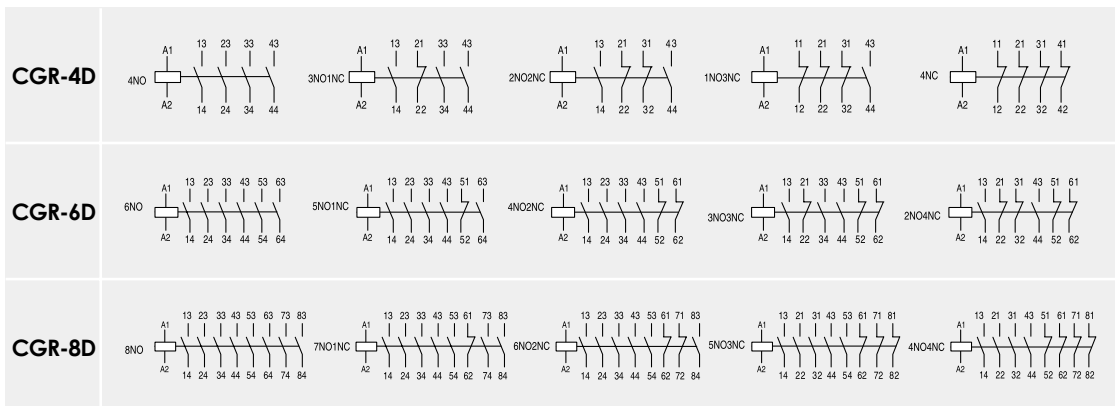 13 23 33 43 13 21 33 43 13 21 31 43 11 21 31 43 11 21 31 41
A1 A1 A1 A1 A1
CGR-4D 4NO 3NO1NC 2NO2NC 1NO3NC 4NC
A2 A2 A2 A2 A2
14 24 34 44 14 22 34 44 14 22 32 44 12 22 32 44 12 22 32 42
13 23 33 43 53 63 13 23 33 43 51 63 13 23 33 43 51 61 13 21 33 43 51 61 13 21 31 43 51 61
A1 A1 A1 A1 A1
CGR-6D 6NO 5NO1NC 4NO2NC 3NO3NC 2NO4NC
A2 A2 A2 A2 A2
14 24 34 44 54 64 14 24 34 44 52 64 14 24 34 44 52 62 14 22 34 44 52 62 14 22 32 44 52 62
13 23 33 43 53 63 73 83 13 23 33 43 53 61 73 83 13 23 33 43 53 61 71 83 13 21 31 43 53 61 71 81 13 21 31 43 51 61 71 81
A1 A1 A1 A1 A1
CGR-8D 8NO 7NO1NC 6NO2NC 5NO3NC 4NO4NC
A2 A2 A2 A2 A2
14 24 34 44 54 64 74 84 14 24 34 44 54 62 74 84 14 24 34 44 54 62 72 84 14 22 32 44 54 62 72 82 14 22 32 44 52 62 72 82